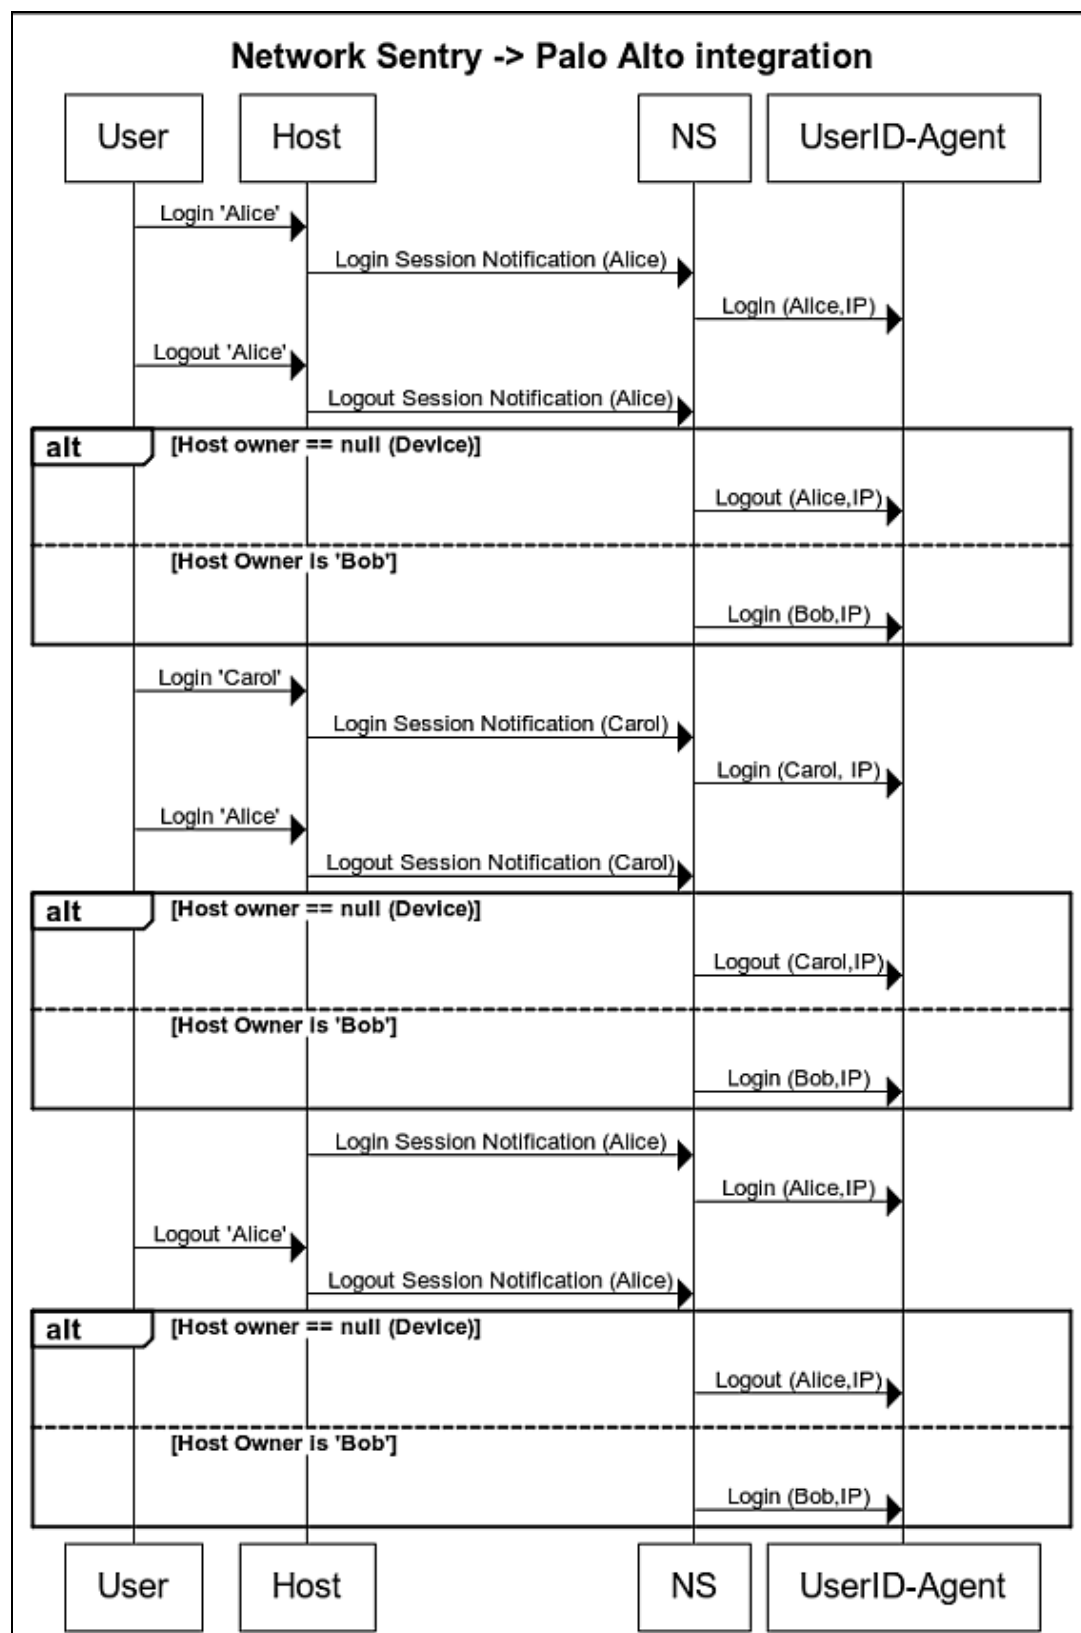 Network Sentry -> Palo Alto integration
User Host NS UserID-Agent
Login 'Alice'
Login Session Notification (Alice)
Login (Alice,IP)
Logout 'Alice'
Logout Session Notification (Alice)
alt [Host owner == null (Device)]
Logout (Alice,IP)
[Host Owner is 'Bob']
Login (Bob,IP)
Login 'Carol'
Login Session Notification (Carol)
Login (Carol, IP)
Login 'Alice'
Logout Session Notification (Carol)
alt [Host owner == null (Device)]
Logout (Carol,IP)
[Host Owner is 'Bob']
Login (Bob,IP)
Login Session Notification (Alice)
Login (Alice,IP)
Logout 'Alice'
Logout Session Notification (Alice)
alt [Host owner == null (Device)]
Logout (Alice,IP)
[Host Owner is 'Bob']
Login (Bob,IP)
User Host NS UserID-Agent